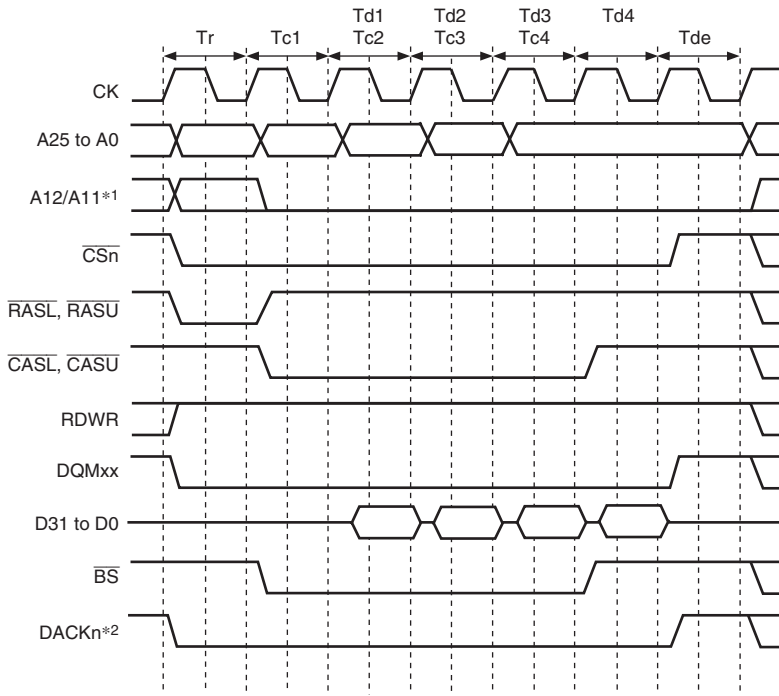 Td1 Td2 Td3 Td4
Tr Tc1 Tc2 Tc3 Tc4 Tde
CK
A25 to A0
A12/A11*1
CSn
RASL, RASU
CASL, CASU
RDWR
DQMxx
D31 to D0
BS
DACKn*2